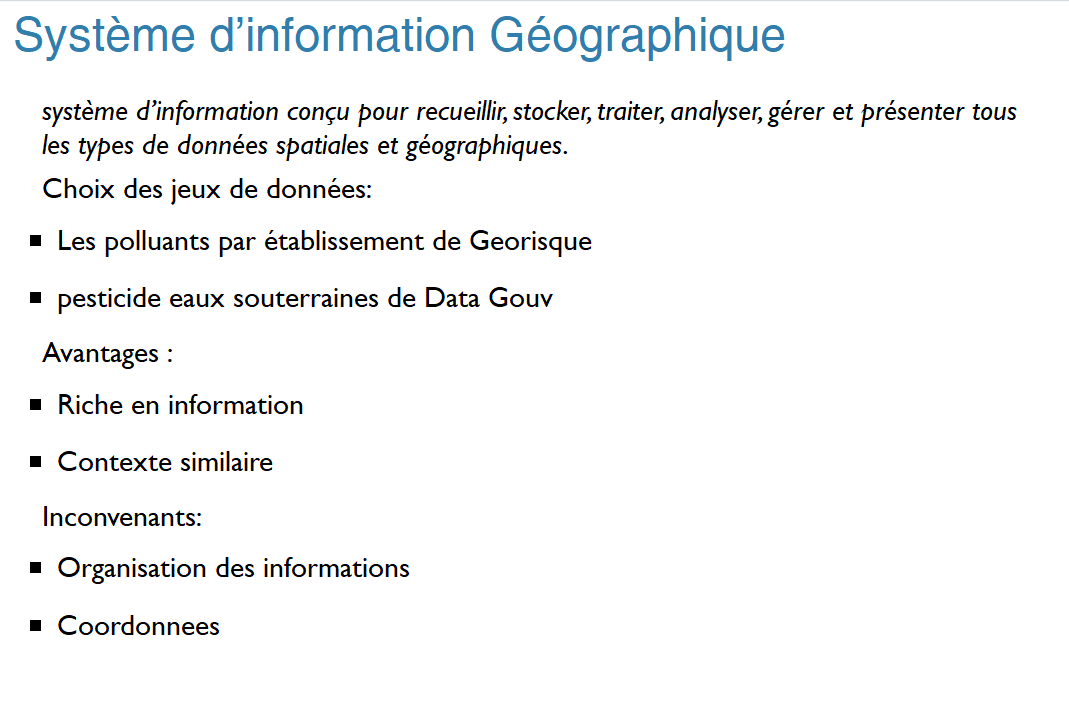 Système d’information Géographique
système d’information conçu pour recueillir, stocker, traiter, analyser, gérer et présenter tous
les types de données spatiales et géographiques.
Choix des jeux de données:
▪ Les polluants par établissement de Georisque
▪ pesticide eaux souterraines de Data Gouv
Avantages :
▪ Riche en information
▪ Contexte similaire
Inconvenants:
▪ Organisation des informations
▪ Coordonnees